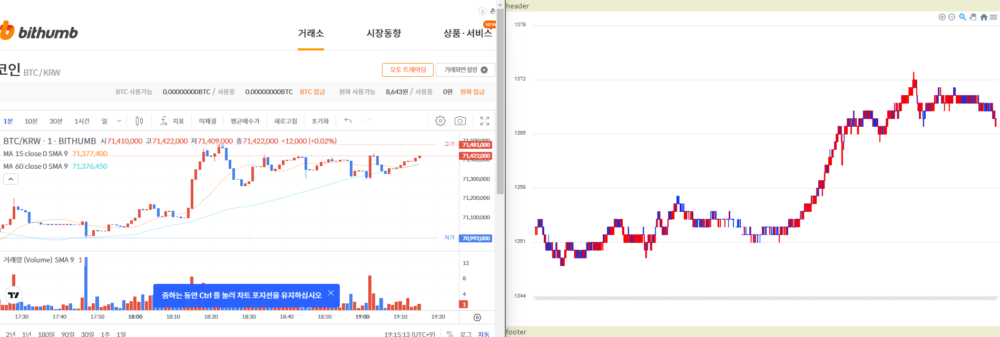 손
bithumb
거래소
시장동향
상품·서비스
NEW
코인 BTC/KRW
오토 트레이딩
거래화면설정
BTC 사용가능 0.00000000BTC / 사용중 0.00000000BTC BTC 입금 원화 사용가능 8,643원 / 사용중 0원 원화 입금
1분 10분 30분 1시간 일 지표 미체결 평균매수가 새로고침 초기화
BTC/KRW · 1 · BITHUMB 시71,410,000 고71,422,000 저71,409,000 종71,422,000 +12,000 (+0.02%)
MA 15 close 0 SMA 9 71,377,400
MA 60 close 0 SMA 9 71,376,450
71,500,000
고가 71,481,000
71,422,000
71,400,000
71,300,000
71,200,000
71,100,000
저가 70,992,000
거래량 (Volume) SMA 9 1
12
8
4
1
줌하는 동안 Ctrl 를 눌러 차트 포지션을 유지하십시오
17:30 17:40 17:50 18:00 18:10 18:20 18:30 18:40 18:50 19:00 19:10 19:20
2년 1년 180일 90일 30일 1주 1일 19:15:13 (UTC+9) % 로그 자동
header
1379
1372
1365
1358
1351
1344
footer